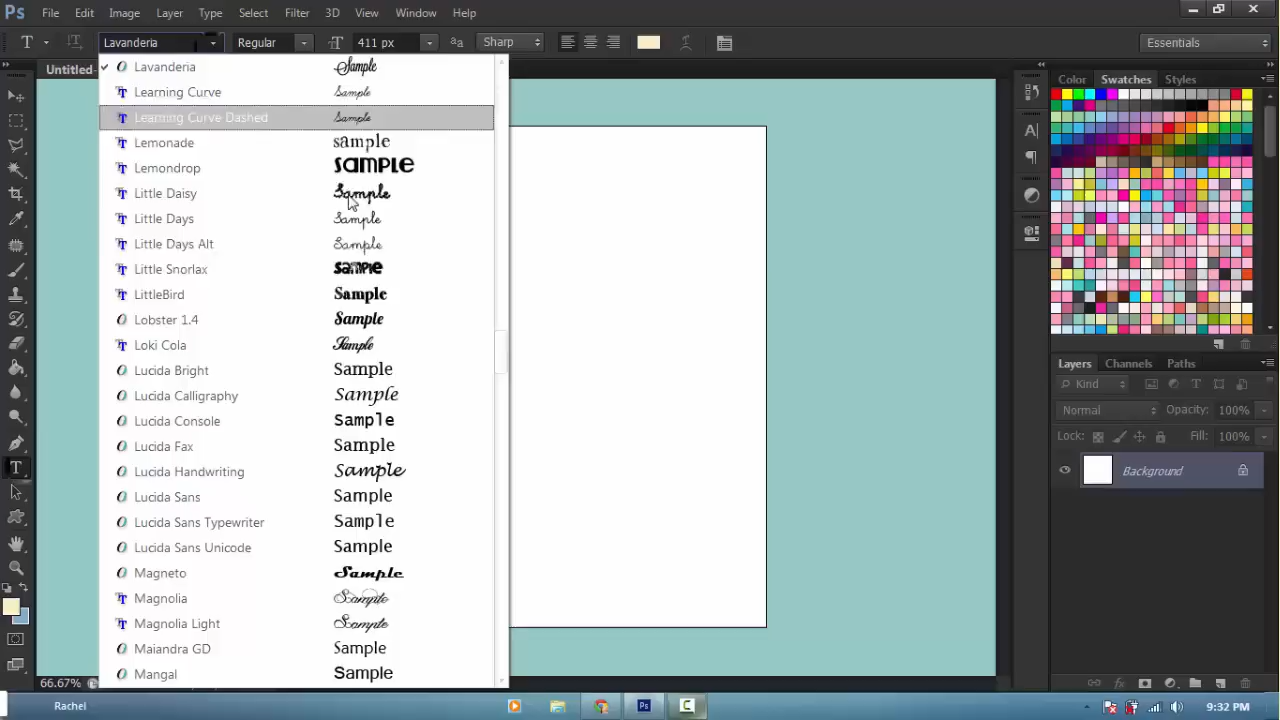 Ps File Edit Image Layer Type Select Filter 3D View Window Help
T Lavanderia Regular 411 px aa Sharp Essentials
Untitled-
Lavanderia Sample
Learning Curve Sample
Learning Curve Dashed Sample
Lemonade Sample
Lemondrop Sample
Little Daisy Sample
Little Days Sample
Little Days Alt Sample
Little Snorlax Sample
LittleBird Sample
Lobster 1.4 Sample
Loki Cola Sample
Lucida Bright Sample
Lucida Calligraphy Sample
Lucida Console Sample
Lucida Fax Sample
Lucida Handwriting Sample
Lucida Sans Sample
Lucida Sans Typewriter Sample
Lucida Sans Unicode Sample
Magneto Sample
Magnolia Sample
Magnolia Light Sample
Maiandra GD Sample
Mangal Sample
Color Swatches Styles
Layers Channels Paths
Kind
Normal Opacity: 100%
Lock: Fill: 100%
Background
66.67%
Rachel 9:32 PM